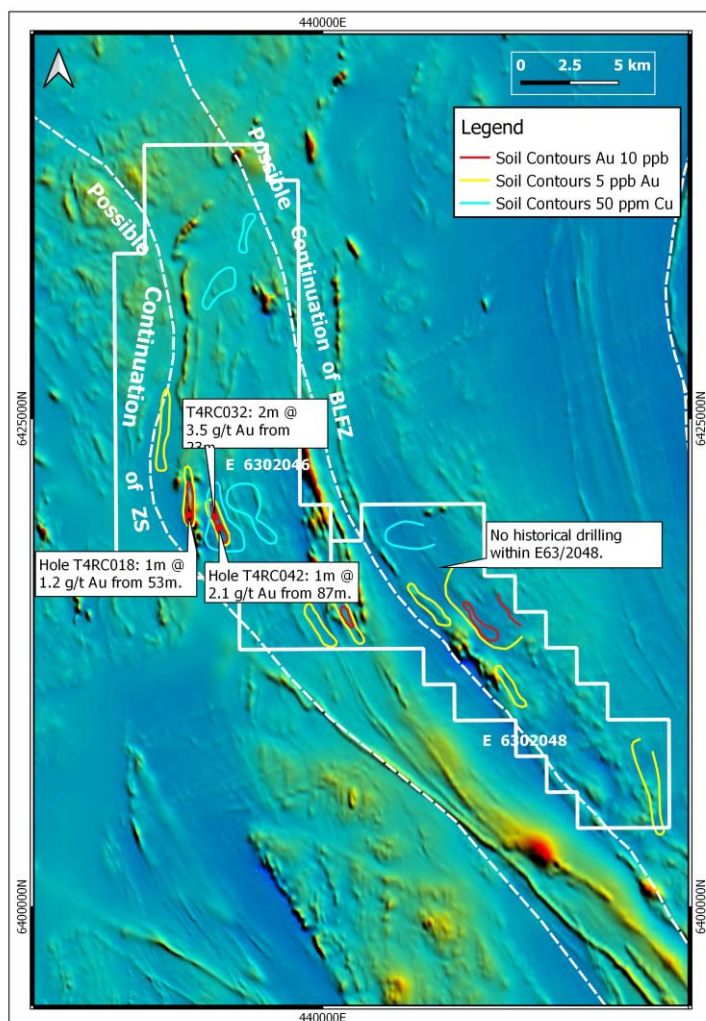 440000E
0 2.5 5 km
Legend
Soil Contours Au 10 ppb
Soil Contours 5 ppb Au
Soil Contours 50 ppm Cu
Possible
Continuation of BLFZ
Possible
Continuation
of ZS
6425000N
6425000N
T4RC032: 2m @
3.5 g/t Au from
23m
E 6302046
No historical drilling
within E63/2048.
Hole T4RC018: 1m @
1.2 g/t Au from 53m.
Hole T4RC042: 1m @
2.1 g/t Au from 87m.
E 6302048
6400000N
6400000N
440000E